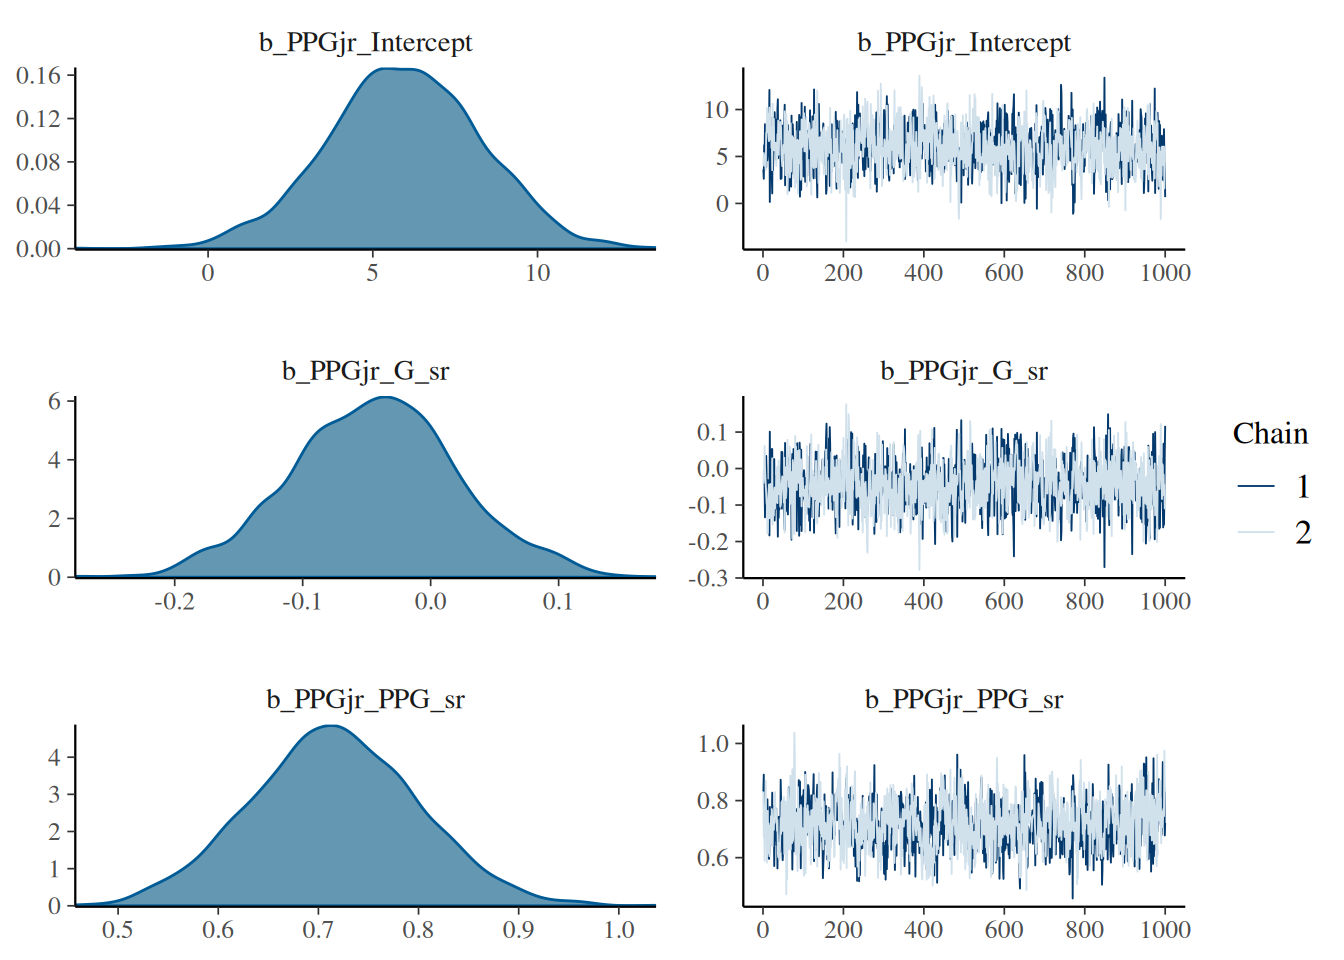 b_PPGjr_Intercept
0.16
0.12
0.08
0.04
0.00
0 5 10
b_PPGjr_Intercept
10
5
0
0 200 400 600 800 1000
b_PPGjr_G_sr
6
4
2
0
-0.2 -0.1 0.0 0.1
b_PPGjr_G_sr
0.1
0.0
-0.1
-0.2
-0.3
0 200 400 600 800 1000
Chain
1
2
b_PPGjr_PPG_sr
4
3
2
1
0
0.5 0.6 0.7 0.8 0.9 1.0
b_PPGjr_PPG_sr
1.0
0.8
0.6
0 200 400 600 800 1000